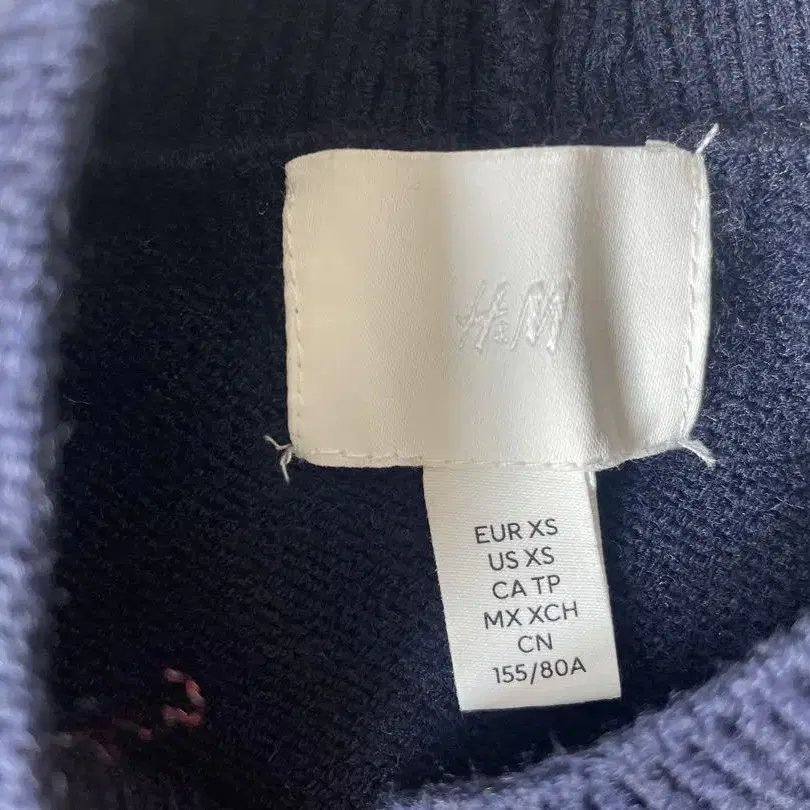 H&M
EUR XS
US XS
CA TP
MX XCH
CN
155/80A